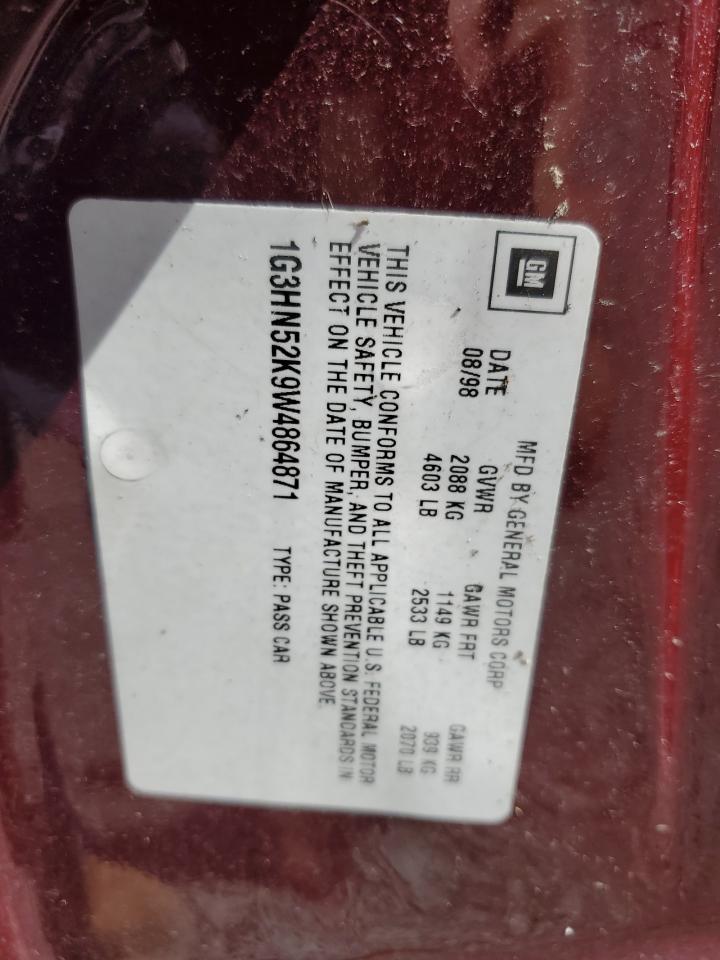 GM
MFD BY GENERAL MOTORS CORP
DATE GVWR GAWR FRT GAWR RR
08/98 2088 KG 1149 KG 939 KG
4603 LB 2533 LB 2070 LB
THIS VEHICLE CONFORMS TO ALL APPLICABLE U.S. FEDERAL MOTOR
VEHICLE SAFETY, BUMPER, AND THEFT PREVENTION STANDARDS IN
EFFECT ON THE DATE OF MANUFACTURE SHOWN ABOVE.
1G3HN52K9W4864871 TYPE: PASS CAR